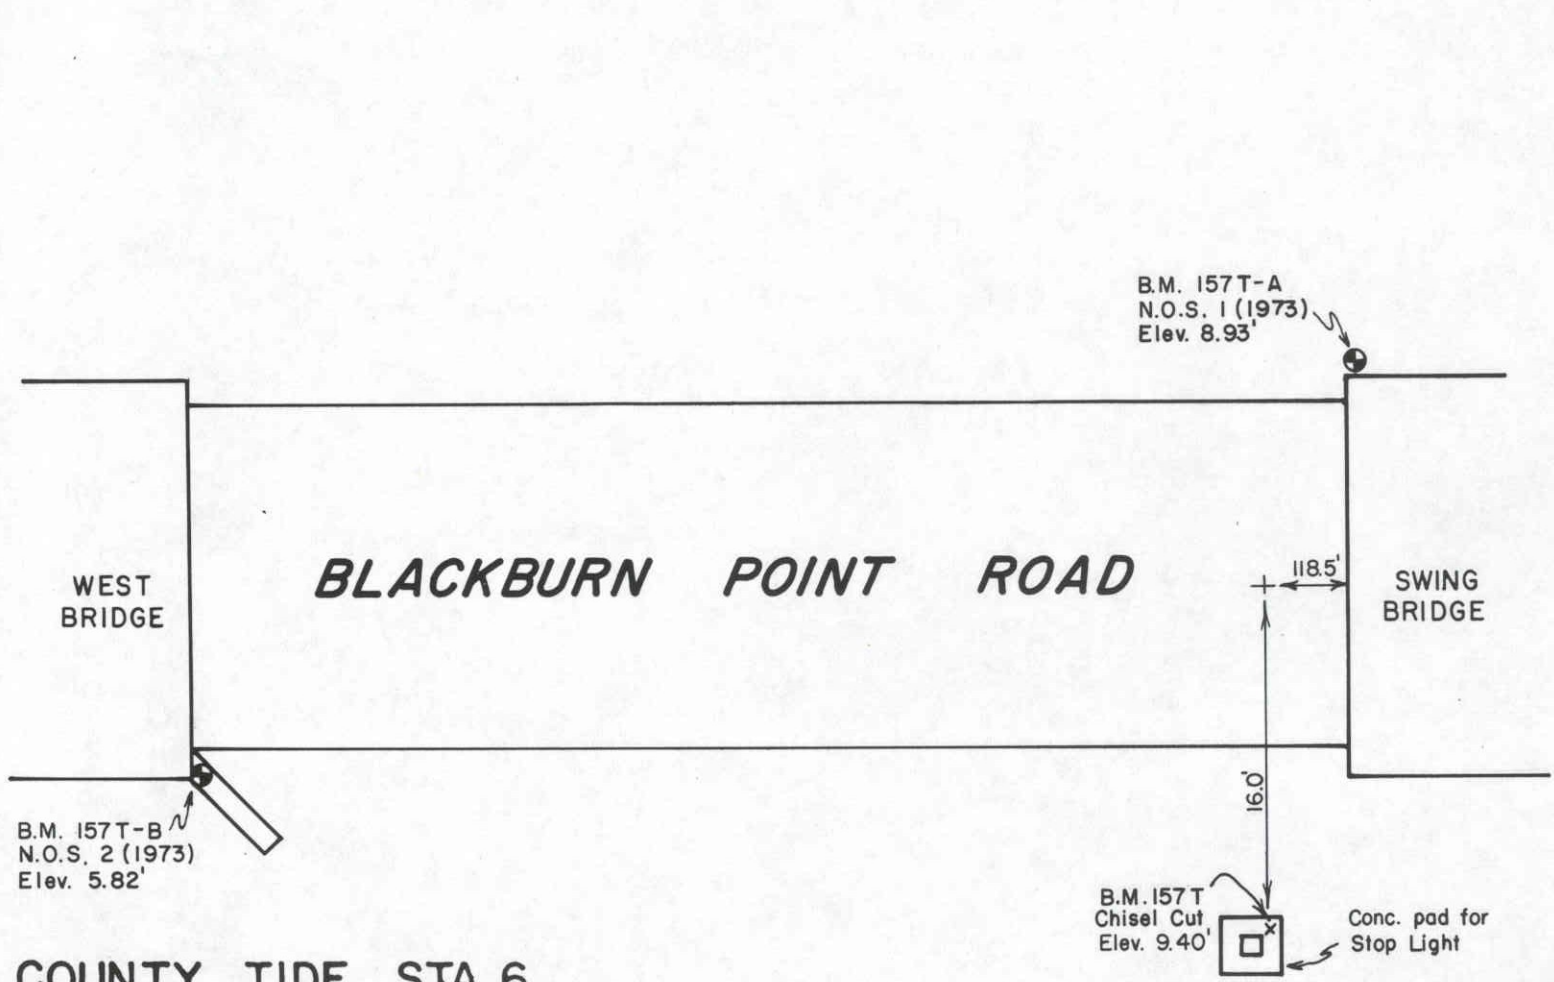 B.M. 157T-A
N.O.S. 1 (1973)
Elev. 8.93'
WEST
BRIDGE
BLACKBURN POINT ROAD
118.5'
SWING
BRIDGE
16.0'
B.M. 157T-B
N.O.S. 2 (1973)
Elev. 5.82'
B.M. 157T
Chisel Cut
Elev. 9.40'
Conc. pad for
Stop Light
COUNTY TIDE STA. 6